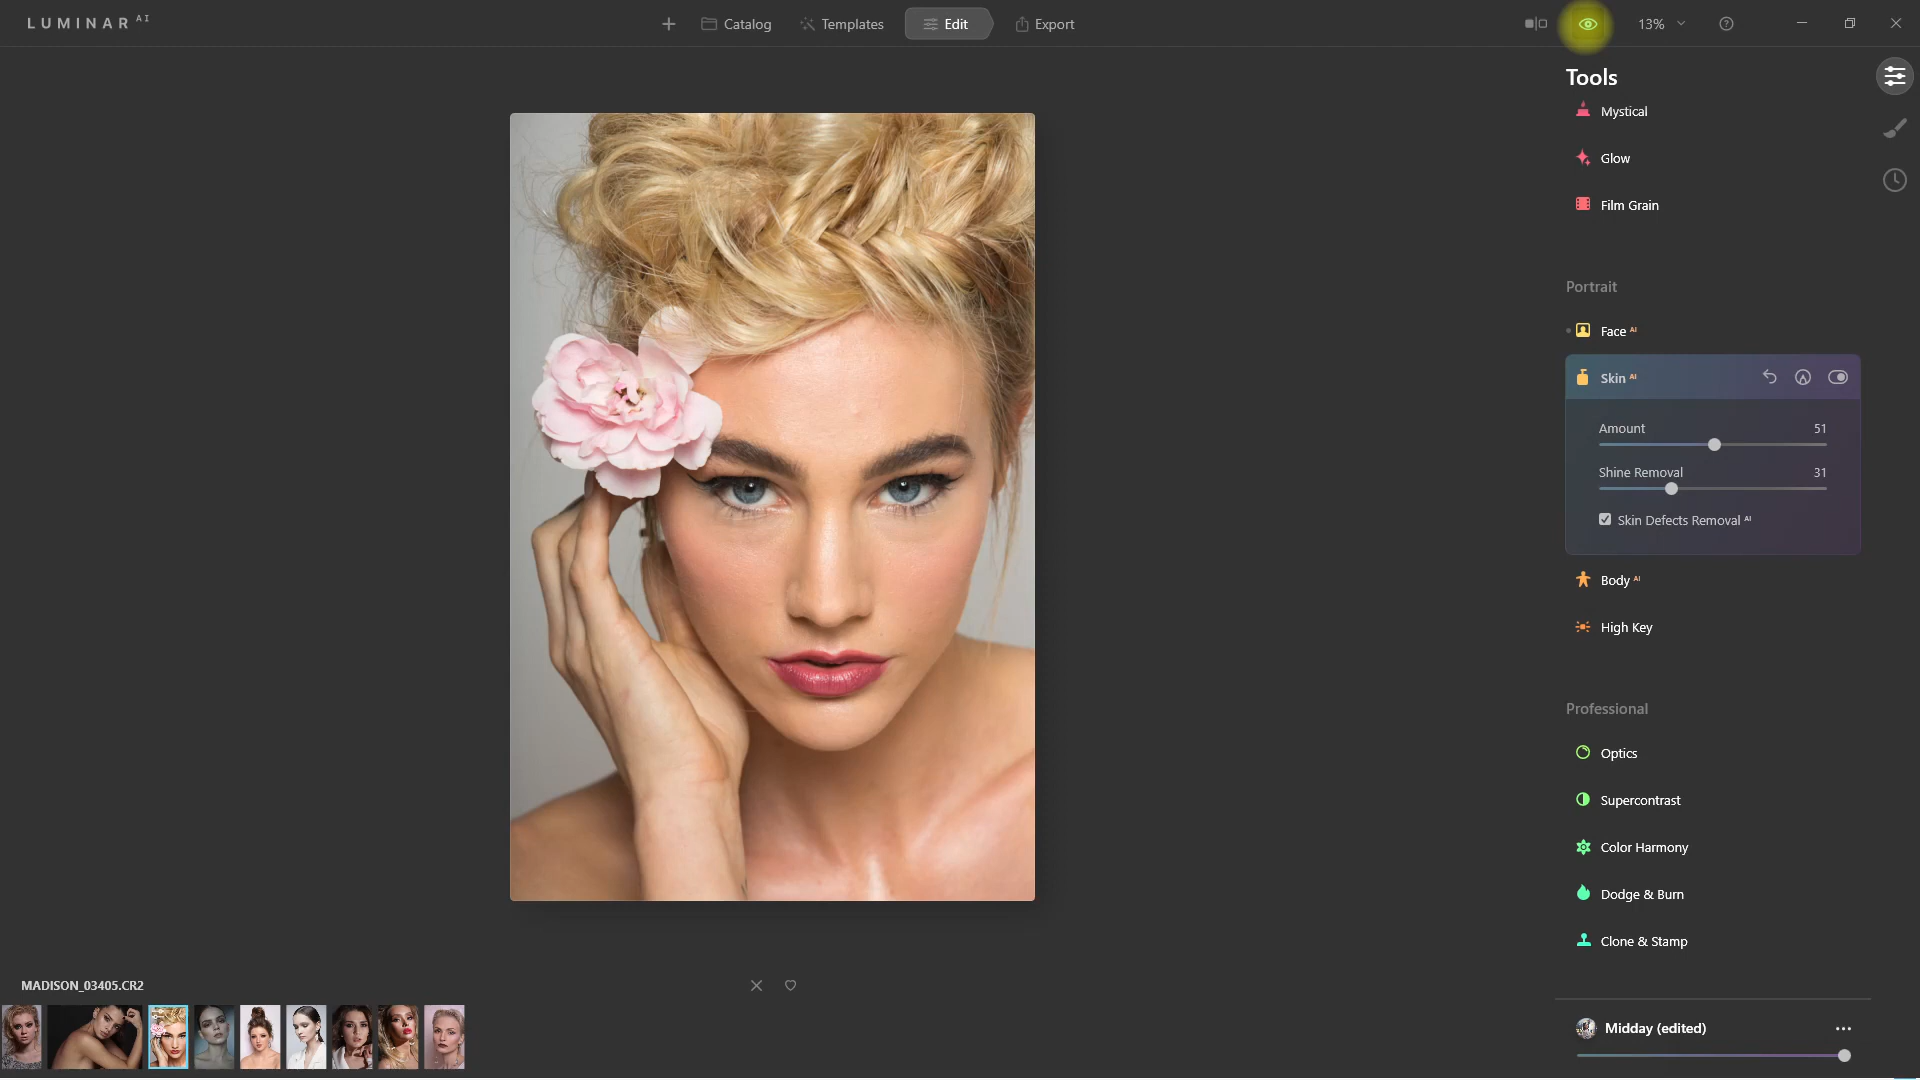 LUMINAR AI
Catalog
Templates
Edit
Export
13%
Tools
Mystical
Glow
Film Grain
Portrait
Face AI
Skin AI
Amount 51
Shine Removal 31
Skin Defects Removal AI
Body AI
High Key
Professional
Optics
Supercontrast
Color Harmony
Dodge & Burn
Clone & Stamp
MADISON_03405.CR2
Midday (edited)